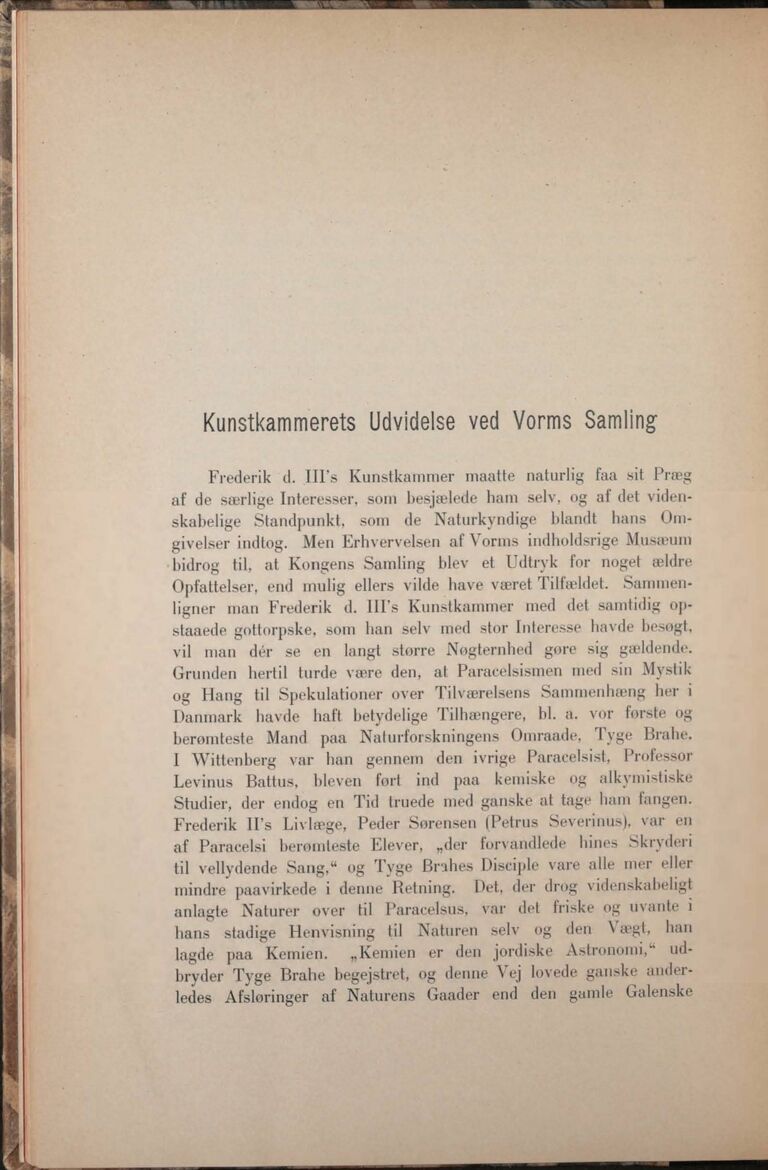 Kunstkammerets Udvidelse ved Vorms Samling
Frederik d. III's Kunstkammer maatte naturlig faa sit Præg
af de særlige Interesser, som besjælede ham selv, og af det viden-
skabelige Standpunkt, som de Naturkyndige blandt hans Om-
givelser indtog. Men Erhvervelsen af Vorms indholdsrige Musæum
bidrog til, at Kongens Samling blev et Udtryk for noget ældre
Opfattelser, end mulig ellers vilde have været Tilfældet. Sammen-
ligner man Frederik d. III's Kunstkammer med det samtidig op-
staaede gottorpske, som han selv med stor Interesse havde besøgt,
vil man dér se en langt større Nøgternhed gøre sig gældende.
Grunden hertil turde være den, at Paracelsismen med sin Mystik
og Hang til Spekulationer over Tilværelsens Sammenhæng her i
Danmark havde haft betydelige Tilhængere, bl. a. vor første og
berømteste Mand paa Naturforskningens Omraade, Tyge Brahe.
I Wittenberg var han gennem den ivrige Paracelsist, Professor
Levinus Battus, bleven ført ind paa kemiske og alkymistiske
Studier, der endog en Tid truede med ganske at tage ham fangen.
Frederik II's Livlæge, Peder Sørensen (Petrus Severinus), var en
af Paracelsi berømteste Elever, „der forvandlede hines Skryderi
til vellydende Sang,“ og Tyge Brahes Disciple vare alle mer eller
mindre paavirkede i denne Retning. Det, der drog videnskabeligt
anlagte Naturer over til Paracelsus, var det friske og uvante i
hans stadige Henvisning til Naturen selv og den Vægt, han
lagde paa Kemien. „Kemien er den jordiske Astronomi,“ ud-
bryder Tyge Brahe begejstret, og denne Vej lovede ganske ander-
ledes Afsløringer af Naturens Gaader end den gamle Galenske